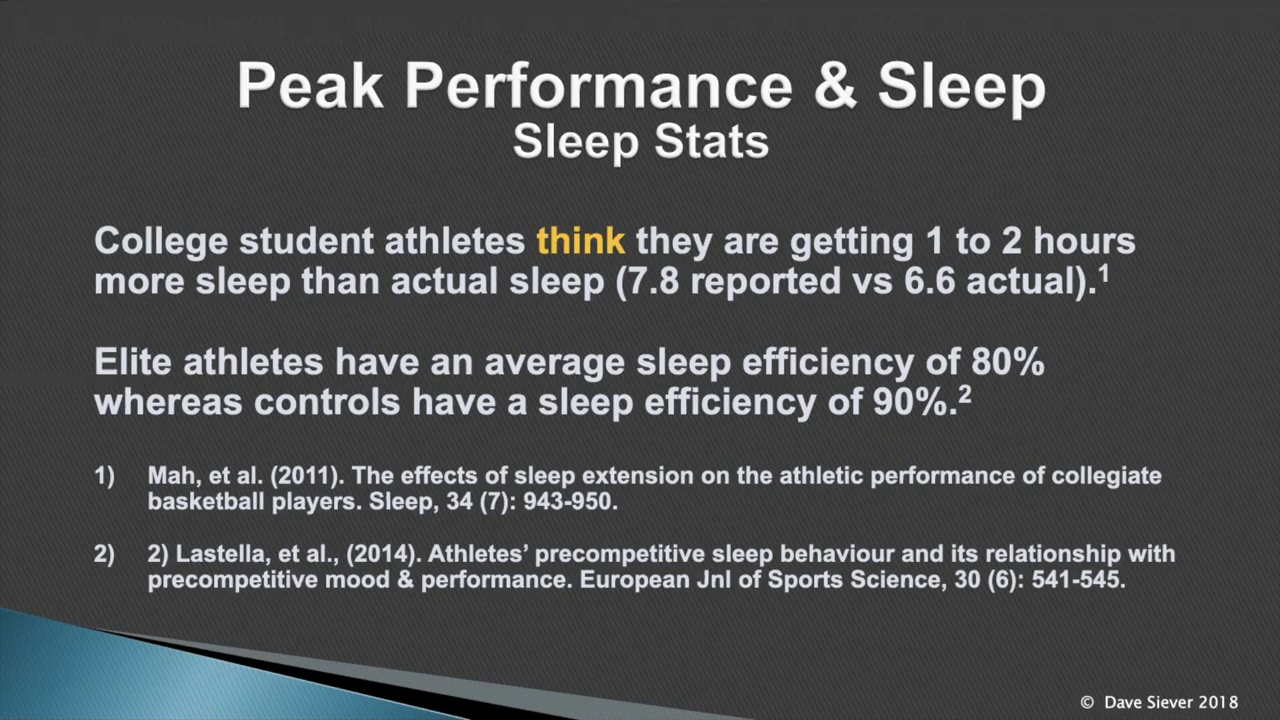 Peak Performance & Sleep
Sleep Stats
College student athletes think they are getting 1 to 2 hours
more sleep than actual sleep (7.8 reported vs 6.6 actual).¹
Elite athletes have an average sleep efficiency of 80%
whereas controls have a sleep efficiency of 90%.²
1) Mah, et al. (2011). The effects of sleep extension on the athletic performance of collegiate
basketball players. Sleep, 34 (7): 943-950.
2) 2) Lastella, et al., (2014). Athletes’ precompetitive sleep behaviour and its relationship with
precompetitive mood & performance. European Jnl of Sports Science, 30 (6): 541-545.
© Dave Siever 2018